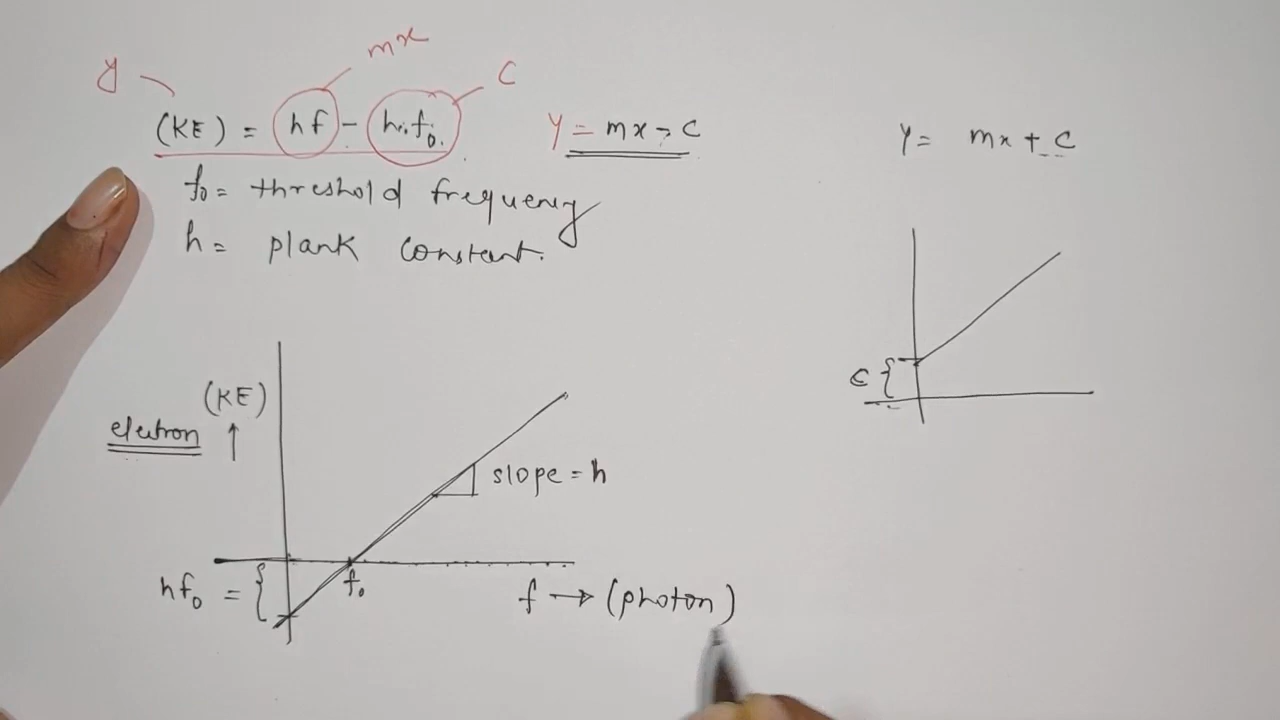 y mx C
(KE) = hf - h.f₀. y = mx - c
f₀ = threshold frequency
h = plank constant.
y = mx + c
c {
(KE) ↑
electron
slope = h
hf₀ = {
f₀
f → (photon)